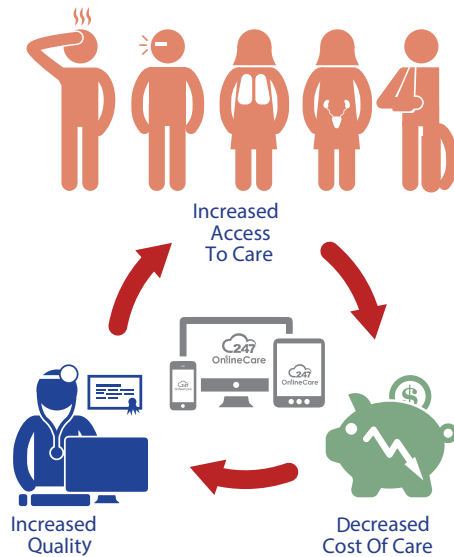 Increased
Access
To Care
247
OnlineCare
247
OnlineCare
247
OnlineCare
$
Increased
Quality
Decreased
Cost Of Care